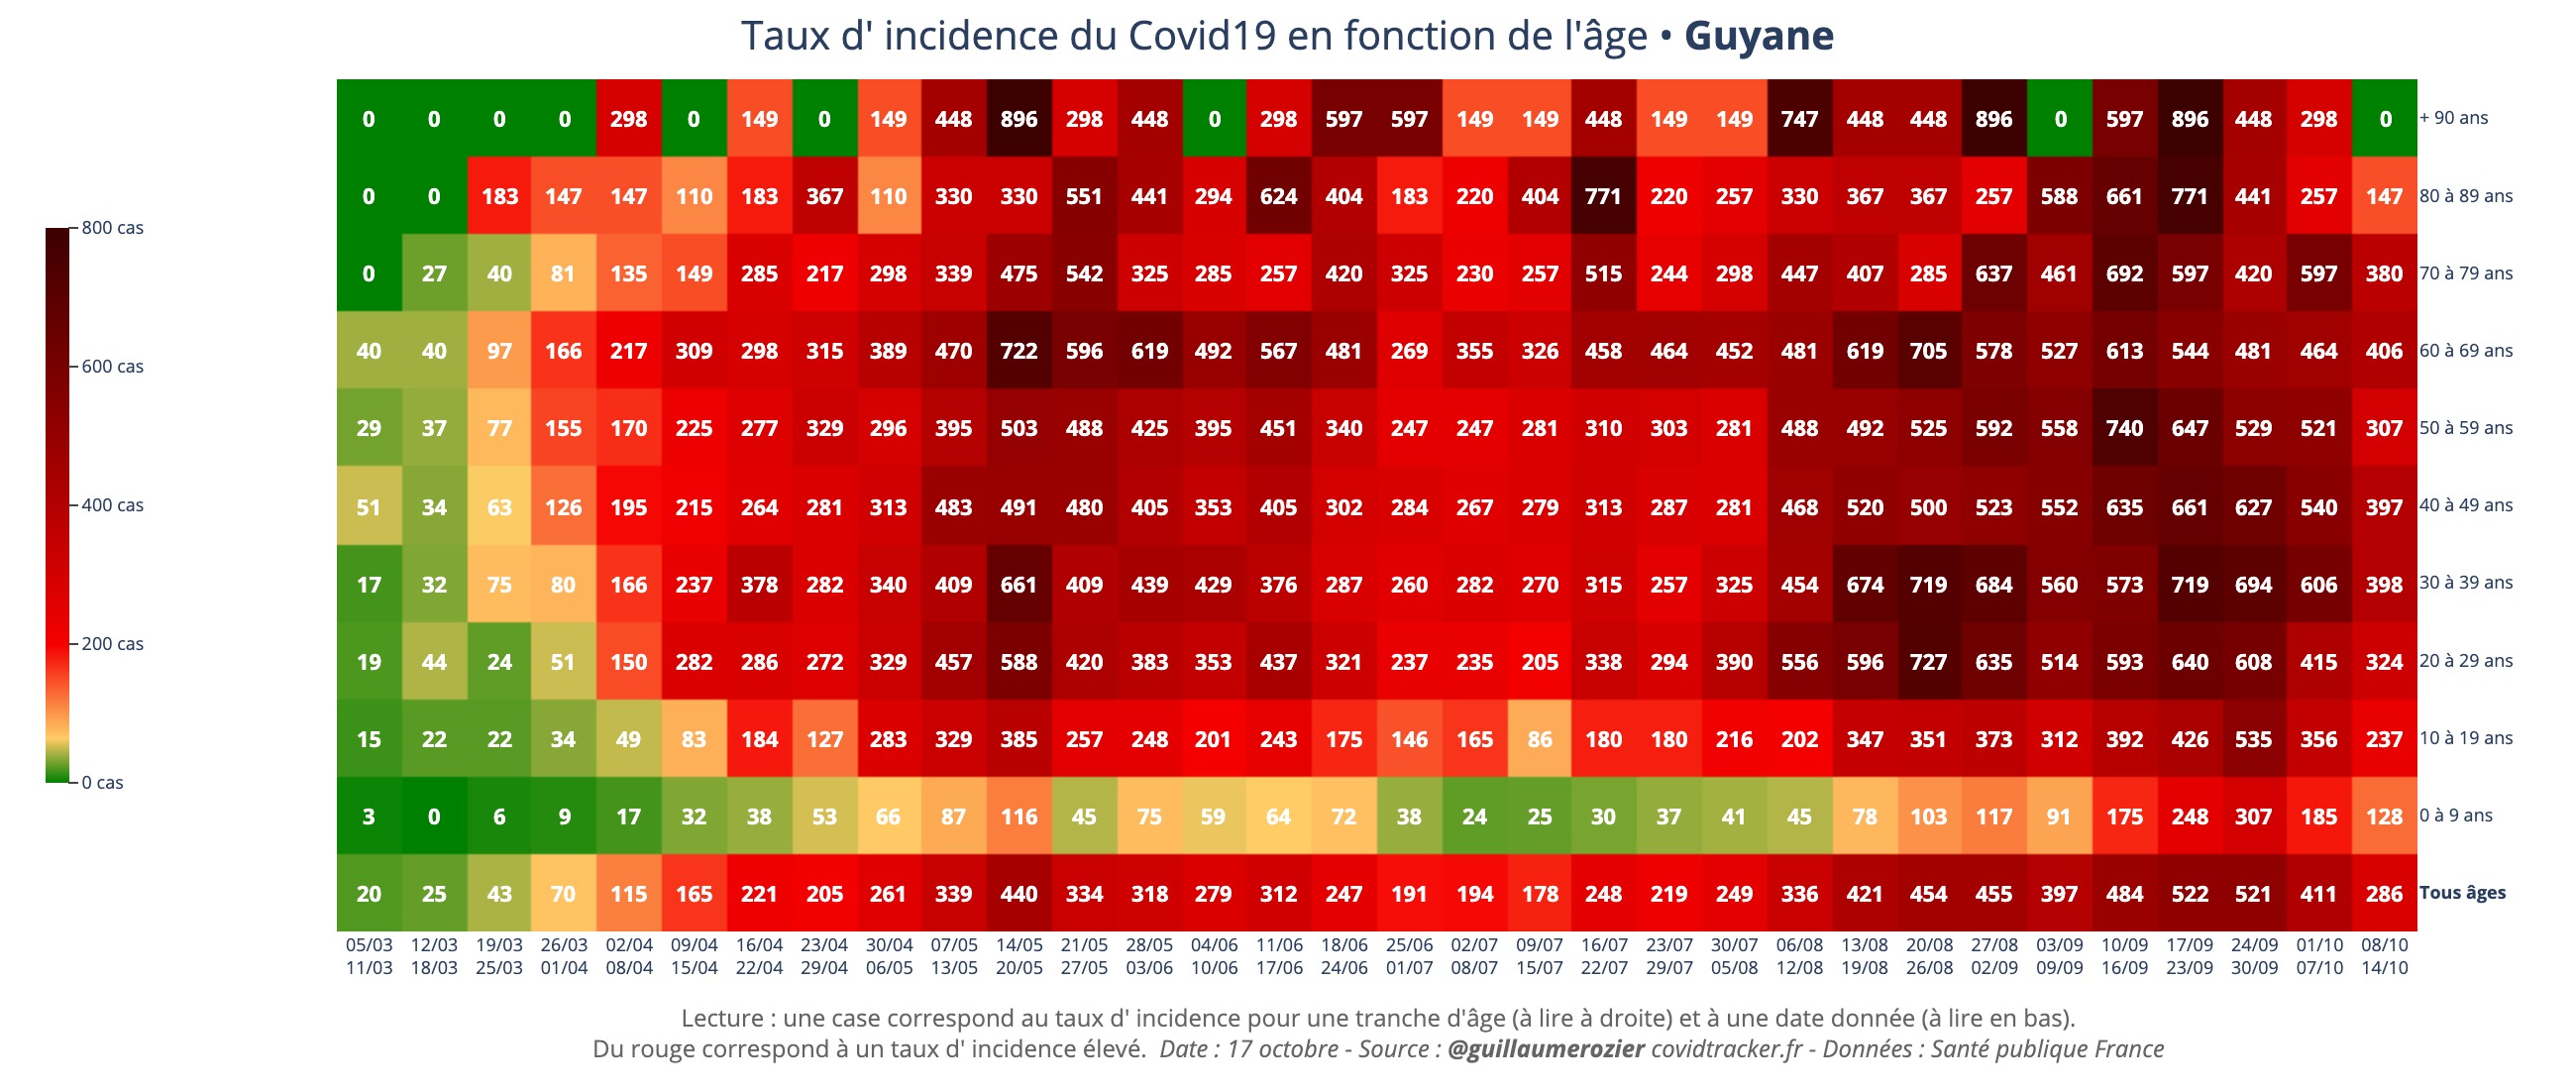 Taux d' incidence du Covid19 en fonction de l'âge • Guyane
800 cas
600 cas
400 cas
200 cas
0 cas
0 0 0 0 298 0 149 0 149 448 896 298 448 0 298 597 597 149 149 448 149 149 747 448 448 896 0 597 896 448 298 0 + 90 ans
0 0 183 147 147 110 183 367 110 330 330 551 441 294 624 404 183 220 404 771 220 257 330 367 367 257 588 661 771 441 257 147 80 à 89 ans
0 27 40 81 135 149 285 217 298 339 475 542 325 285 257 420 325 230 257 515 244 298 447 407 285 637 461 692 597 420 597 380 70 à 79 ans
40 40 97 166 217 309 298 315 389 470 722 596 619 492 567 481 269 355 326 458 464 452 481 619 705 578 527 613 544 481 464 406 60 à 69 ans
29 37 77 155 170 225 277 329 296 395 503 488 425 395 451 340 247 247 281 310 303 281 488 492 525 592 558 740 647 529 521 307 50 à 59 ans
51 34 63 126 195 215 264 281 313 483 491 480 405 353 405 302 284 267 279 313 287 281 468 520 500 523 552 635 661 627 540 397 40 à 49 ans
17 32 75 80 166 237 378 282 340 409 661 409 439 429 376 287 260 282 270 315 257 325 454 674 719 684 560 573 719 694 606 398 30 à 39 ans
19 44 24 51 150 282 286 272 329 457 588 420 383 353 437 321 237 235 205 338 294 390 556 596 727 635 514 593 640 608 415 324 20 à 29 ans
15 22 22 34 49 83 184 127 283 329 385 257 248 201 243 175 146 165 86 180 180 216 202 347 351 373 312 392 426 535 356 237 10 à 19 ans
3 0 6 9 17 32 38 53 66 87 116 45 75 59 64 72 38 24 25 30 37 41 45 78 103 117 91 175 248 307 185 128 0 à 9 ans
20 25 43 70 115 165 221 205 261 339 440 334 318 279 312 247 191 194 178 248 219 249 336 421 454 455 397 484 522 521 411 286 Tous âges
05/03 12/03 19/03 26/03 02/04 09/04 16/04 23/04 30/04 07/05 14/05 21/05 28/05 04/06 11/06 18/06 25/06 02/07 09/07 16/07 23/07 30/07 06/08 13/08 20/08 27/08 03/09 10/09 17/09 24/09 01/10 08/10
11/03 18/03 25/03 01/04 08/04 15/04 22/04 29/04 06/05 13/05 20/05 27/05 03/06 10/06 17/06 24/06 01/07 08/07 15/07 22/07 29/07 05/08 12/08 19/08 26/08 02/09 09/09 16/09 23/09 30/09 07/10 14/10
Lecture : une case correspond au taux d' incidence pour une tranche d'âge (à lire à droite) et à une date donnée (à lire en bas).
Du rouge correspond à un taux d' incidence élevé. Date : 17 octobre - Source : @guillaumerozier covidtracker.fr - Données : Santé publique France